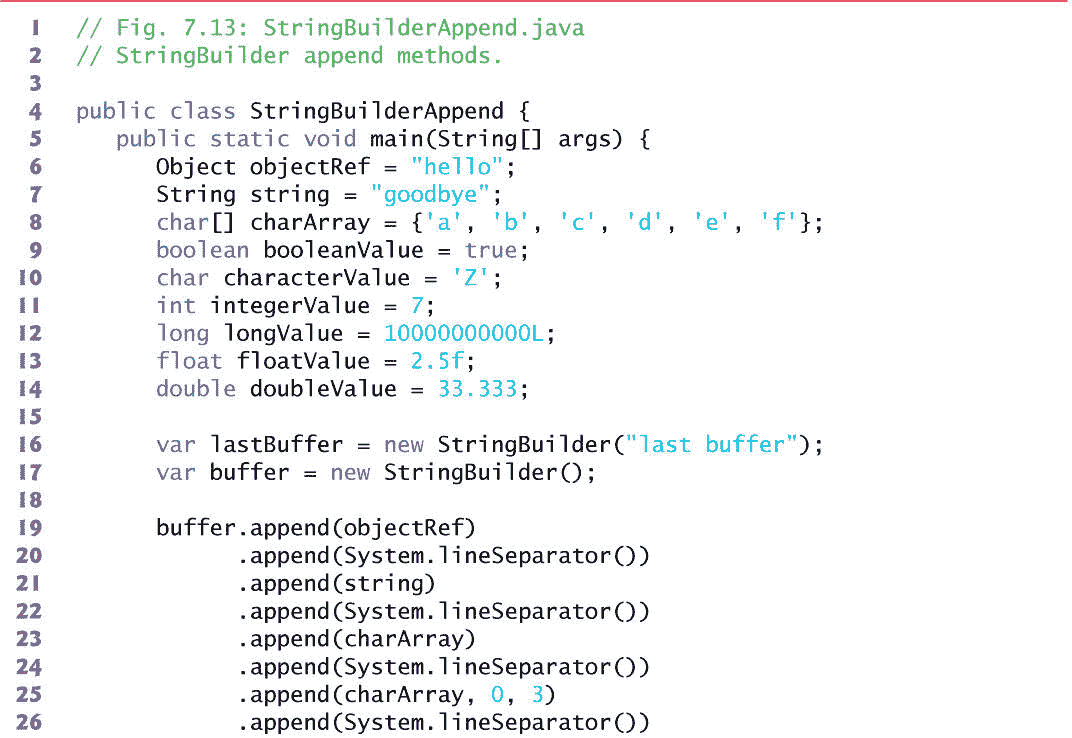 1 // Fig. 7.13: StringBuilderAppend.java
2 // StringBuilder append methods.
3
4 public class StringBuilderAppend {
5 public static void main(String[] args) {
6 Object objectRef = "hello";
7 String string = "goodbye";
8 char[] charArray = {'a', 'b', 'c', 'd', 'e', 'f'};
9 boolean booleanValue = true;
10 char characterValue = 'Z';
11 int integerValue = 7;
12 long longValue = 10000000000L;
13 float floatValue = 2.5f;
14 double doubleValue = 33.333;
15
16 var lastBuffer = new StringBuilder("last buffer");
17 var buffer = new StringBuilder();
18
19 buffer.append(objectRef)
20 .append(System.lineSeparator())
21 .append(string)
22 .append(System.lineSeparator())
23 .append(charArray)
24 .append(System.lineSeparator())
25 .append(charArray, 0, 3)
26 .append(System.lineSeparator())